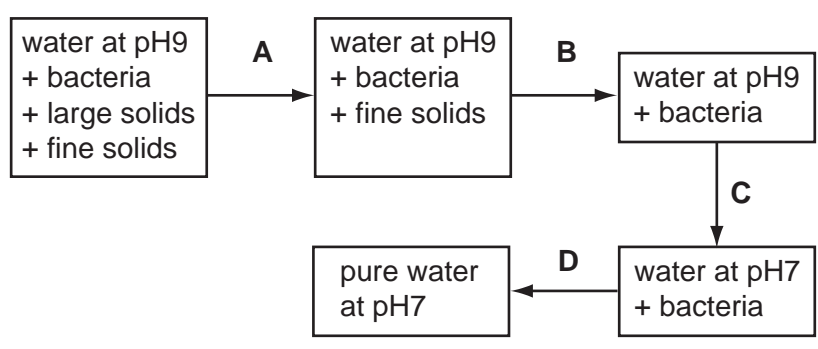 water at pH9
+ bacteria
+ large solids
+ fine solids
A
water at pH9
+ bacteria
+ fine solids
B
water at pH9
+ bacteria
C
water at pH7
+ bacteria
D
pure water
at pH7